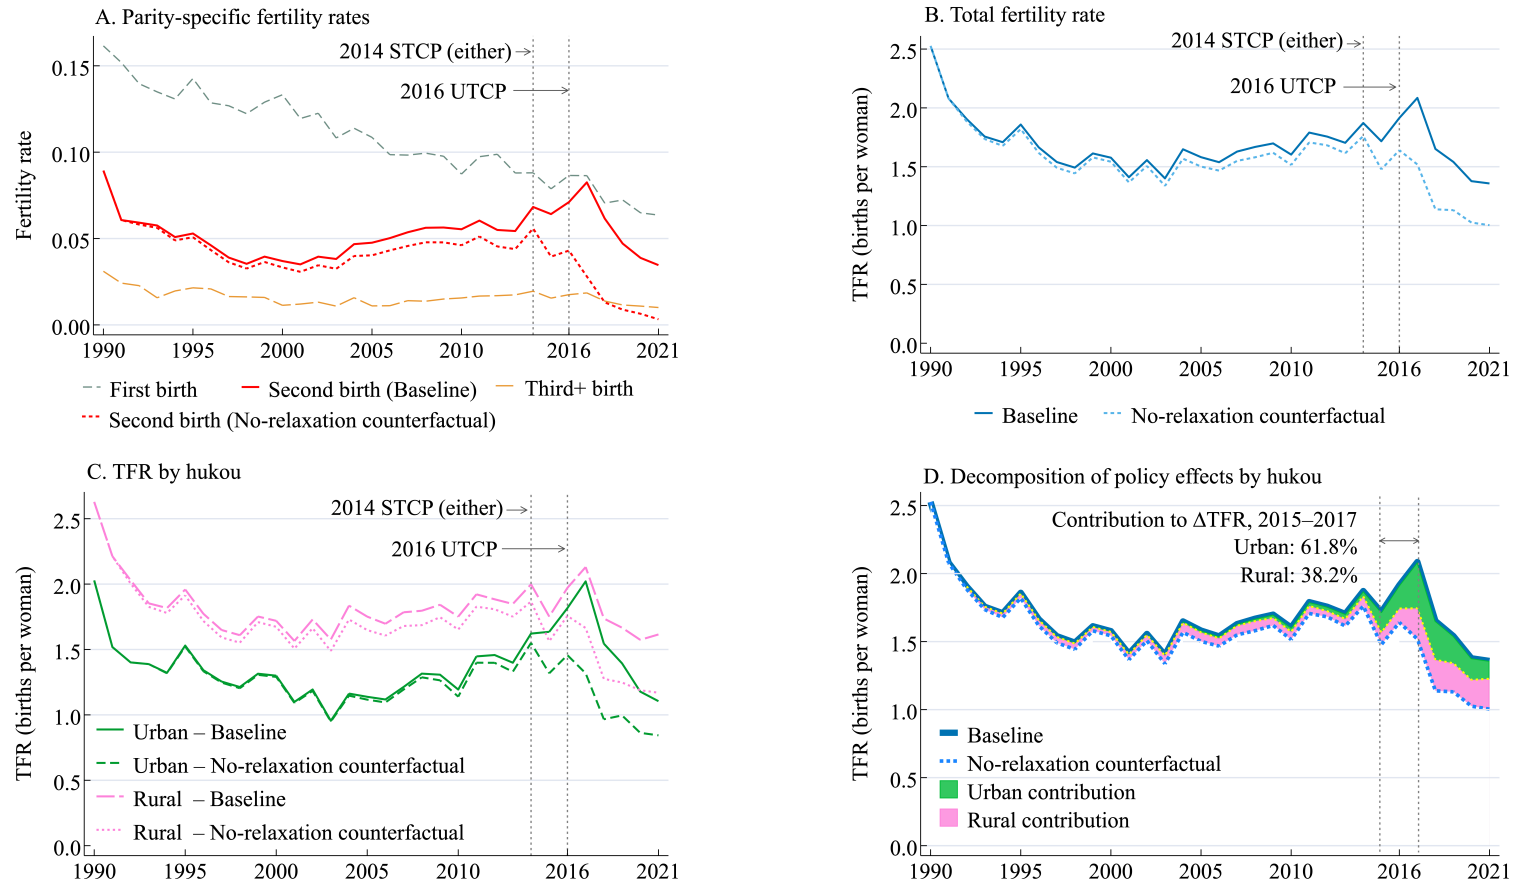 A. Parity-specific fertility rates
2014 STCP (either)
2016 UTCP
Fertility rate
0.15
0.10
0.05
0.00
1990 1995 2000 2005 2010 2016 2021
First birth Second birth (Baseline) Third+ birth
Second birth (No-relaxation counterfactual)
B. Total fertility rate
2014 STCP (either)
2016 UTCP
TFR (births per woman)
2.5
2.0
1.5
1.0
0.5
0.0
1990 1995 2000 2005 2010 2016 2021
Baseline No-relaxation counterfactual
C. TFR by hukou
2014 STCP (either)
2016 UTCP
TFR (births per woman)
2.5
2.0
1.5
1.0
0.5
0.0
Urban – Baseline
Urban – No-relaxation counterfactual
Rural – Baseline
Rural – No-relaxation counterfactual
1990 1995 2000 2005 2010 2016 2021
D. Decomposition of policy effects by hukou
Contribution to ΔTFR, 2015–2017
Urban: 61.8%
Rural: 38.2%
TFR (births per woman)
2.5
2.0
1.5
1.0
0.5
0.0
Baseline
No-relaxation counterfactual
Urban contribution
Rural contribution
1990 1995 2000 2005 2010 2016 2021